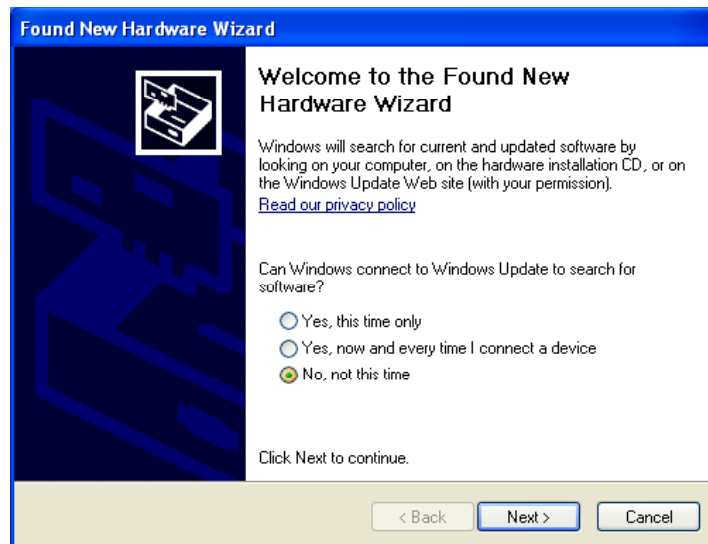 Found New Hardware Wizard
Welcome to the Found New
Hardware Wizard
Windows will search for current and updated software by
looking on your computer, on the hardware installation CD, or on
the Windows Update Web site (with your permission).
Read our privacy policy
Can Windows connect to Windows Update to search for
software?
Yes, this time only
Yes, now and every time I connect a device
No, not this time
Click Next to continue.
< Back
Next >
Cancel